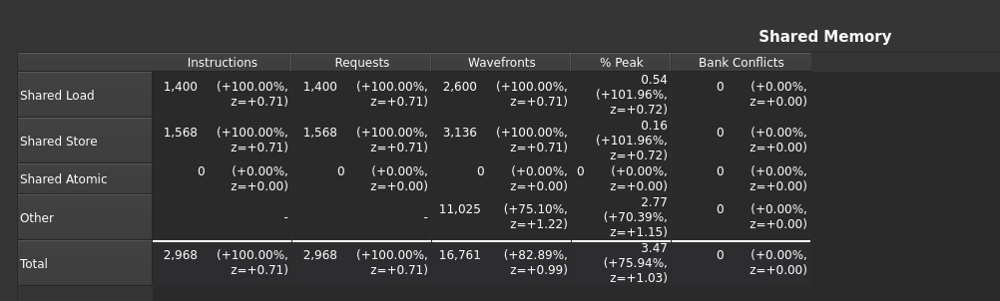 Shared Memory
Instructions Requests Wavefronts % Peak Bank Conflicts
Shared Load 1,400 (+100.00%, z=+0.71) 1,400 (+100.00%, z=+0.71) 2,600 (+100.00%, z=+0.71) 0.54 (+101.96%, z=+0.72) 0 (+0.00%, z=+0.00)
Shared Store 1,568 (+100.00%, z=+0.71) 1,568 (+100.00%, z=+0.71) 3,136 (+100.00%, z=+0.71) 0.16 (+101.96%, z=+0.72) 0 (+0.00%, z=+0.00)
Shared Atomic 0 (+0.00%, z=+0.00) 0 (+0.00%, z=+0.00) 0 (+0.00%, z=+0.00) 0 (+0.00%, z=+0.00) 0 (+0.00%, z=+0.00)
Other - - 11,025 (+75.10%, z=+1.22) 2.77 (+70.39%, z=+1.15) 0 (+0.00%, z=+0.00)
Total 2,968 (+100.00%, z=+0.71) 2,968 (+100.00%, z=+0.71) 16,761 (+82.89%, z=+0.99) 3.47 (+75.94%, z=+1.03) 0 (+0.00%, z=+0.00)